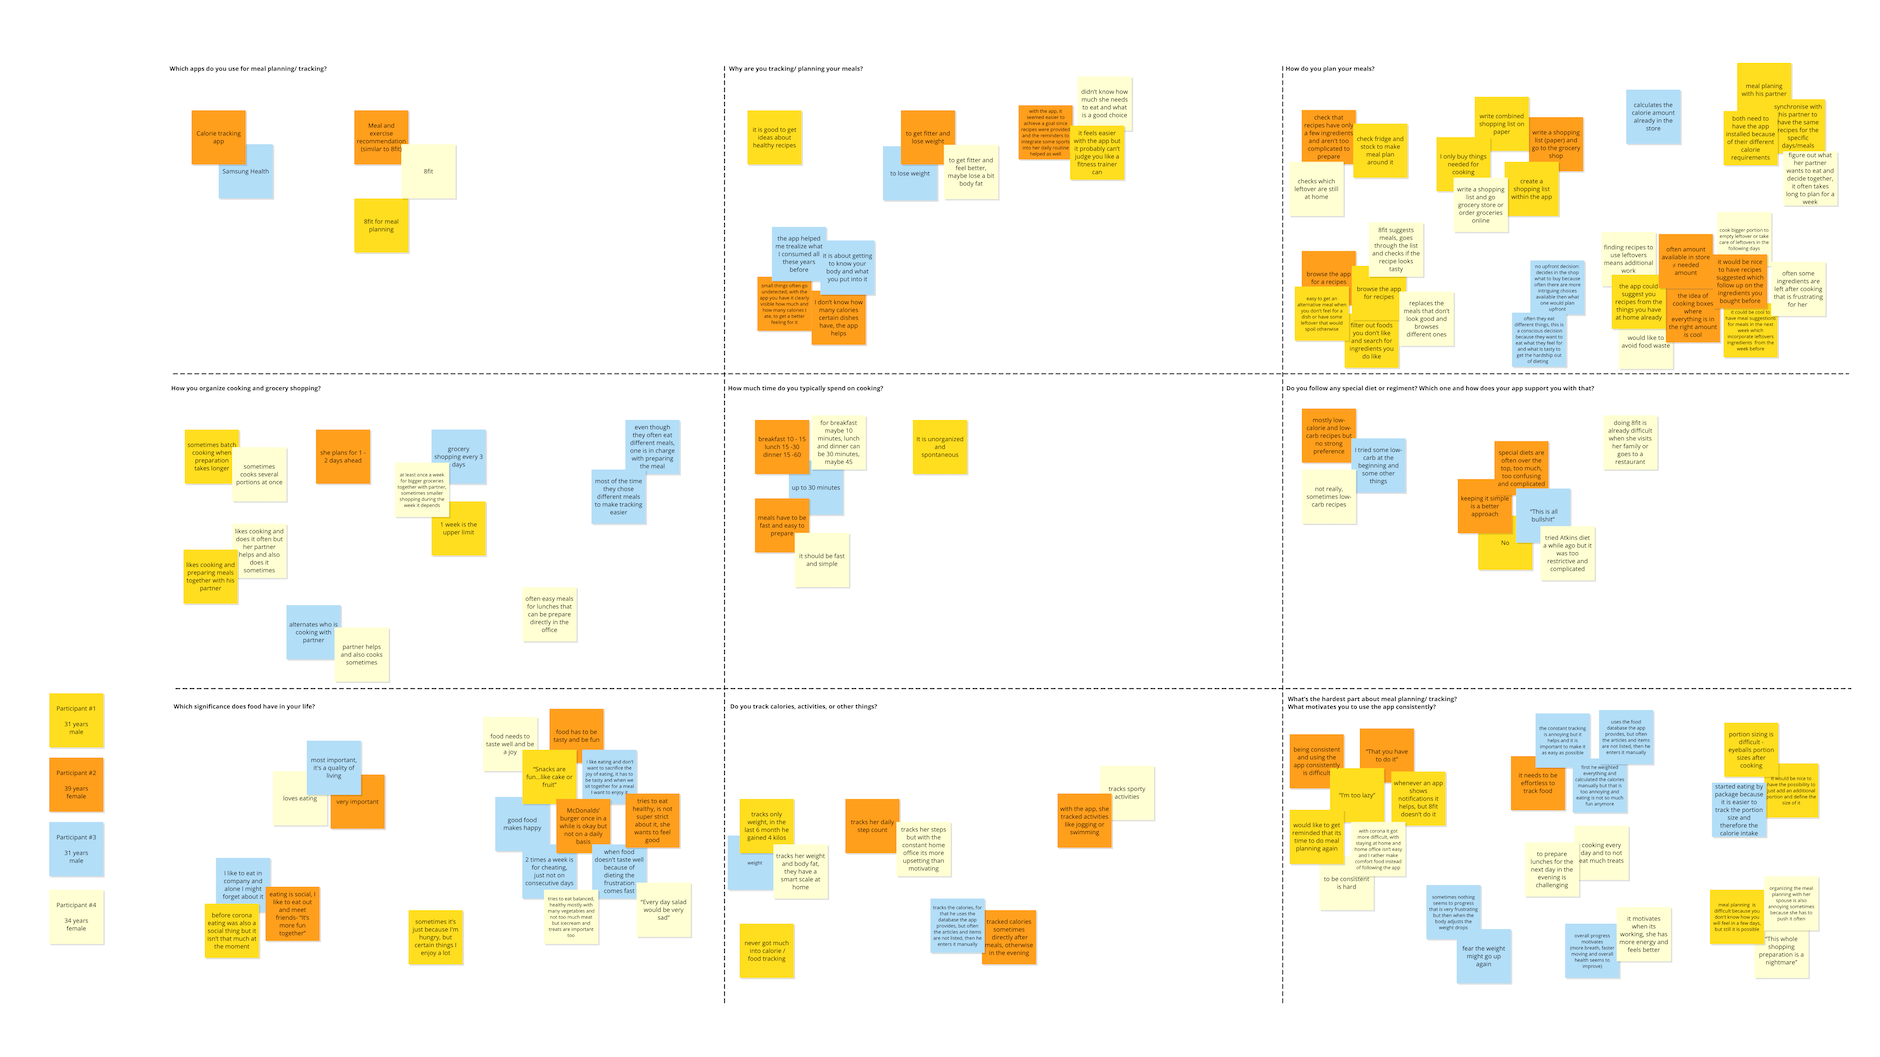 Which apps do you use for meal planning/ tracking?
Calorie tracking
app
Samsung Health
Meal and
exercise
recommendation
(similar to 8fit)
8fit
8fit for meal
planning
Why are you tracking/ planning your meals?
it is good to get
ideas about
healthy recipes
to get fitter and
lose weight
to lose weight
to get fitter and
feel better,
maybe lose a bit
body fat
with the app, it
seemed easier to
achieve a goal since
recipes were provided
and the reminders to
integrate some sports
into her daily routine
helped as well
didn't know how
much she needs
to eat and what
is a good choice
it feels easier
with the app but
it probably can't
judge you like a
fitness trainer
can
the app helped
me trealize what
I consumed all
these years
before
it is about getting
to know your
body and what
you put into it
small things often go
undetected, with the
app you have it clearly
visible how much and
how many calories I
ate, to get a better
feeling for it
I don't know how
many calories
certain dishes
have, the app
helps
How do you plan your meals?
check that
recipes have only
a few ingredients
and aren't too
complicated to
prepare
check fridge and
stock to make
meal plan
around it
checks which
leftover are still
at home
write combined
shopping list on
paper
write a shopping
list (paper) and
go to the grocery
shop
I only buy things
needed for
cooking
write a shopping
list and go
grocery store or
order groceries
online
create a
shopping list
within the app
calculates the
calorie amount
already in the
store
meal planing
with his partner
synchronise with
his partner to
have the same
recipes for the
specific
days/meals
both need to
have the app
installed because
of their different
calorie
requirements
figure out what
her partner
wants to eat and
decide together,
it often takes
long to plan for a
week
8fit suggests
meals, goes
through the list
and checks if the
recipe looks
tasty
browse the app
for a recipes
browse the app
for recipes
easy to get an
alternative meal when
you don't feel for a
dish or have some
leftover that would
spoil otherwise
filter out foods
you don't like
and search for
ingredients you
do like
replaces the
meals that don't
look good and
browses
different ones
no upfront decision:
decides in the shop
what to buy because
often there are more
intriguing choices
available then what
one would plan
upfront
often they eat
different things, this is
a conscious decision
because they want to
eat what they feel for
and what is tasty to
get the hardship out
of dieting
finding recipes to
use leftovers
means additional
work
often amount
available in store
≠ needed
amount
cook bigger portion to
empty leftover or take
care of leftovers in the
following days
it would be nice
to have recipes
suggested which
follow up on the
ingredients you
bought before
often some
ingredients are
left after cooking
that is frustrating
for her
the app could
suggest you
recipes from the
things you have
at home already
the idea of
cooking boxes
where
everything is in
the right amount
is cool
it could be cool to
have meal suggestions
for meals in the next
week which
incorporate leftovers
ingredients from the
week before
would like to
avoid food waste
How you organize cooking and grocery shopping?
sometimes batch
cooking when
preparation
takes longer
sometimes
cooks several
portions at once
she plans for 1 -
2 days ahead
grocery
shopping every 3
days
at least once a week
for bigger groceries
together with partner,
sometimes smaller
shopping during the
week it depends
1 week is the
upper limit
even though
they often eat
different meals,
one is in charge
with preparing
the meal
most of the time
they chose
different meals
to make tracking
easier
likes cooking and
does it often but
her partner
helps and also
does it
sometimes
likes cooking and
preparing meals
together with his
partner
alternates who is
cooking with
partner
partner helps
and also cooks
sometimes
often easy meals
for lunches that
can be prepare
directly in the
office
How much time do you typically spend on cooking?
breakfast 10 - 15
lunch 15 -30
dinner 15 -60
for breakfast
maybe 10
minutes, lunch
and dinner can
be 30 minutes,
maybe 45
it is unorganized
and
spontaneous
up to 30 minutes
meals have to be
fast and easy to
prepare
it should be fast
and simple
Do you follow any special diet or regiment? Which one and how does your app support you with that?
mostly low-
calorie and low-
carb recipes but
no strong
preference
I tried some low-
carb at the
beginning and
some other
things
not really,
sometimes low-
carb recipes
special diets are
often over the
top, too much,
too confusing
and complicated
keeping it simple
is a better
approach
"This is all
bullshit"
No
tried Atkins diet
a while ago but it
was too
restrictive and
complicated
doing 8fit is
already difficult
when she visits
her family or
goes to a
restaurant
Participant #1
31 years
male
Participant #2
39 years
female
Participant #3
31 years
male
Participant #4
34 years
female
Which significance does food have in your life?
most important,
it's a quality of
living
loves eating
very important
I like to eat in
company and
alone I might
forget about it
eating is social, I
like to eat out
and meet
friends- "It's
more fun
together"
before corona
eating was also a
social thing but it
isn't that much at
the moment
sometimes it's
just because I'm
hungry, but
certain things I
enjoy a lot
food needs to
taste well and be
a joy
food has to be
tasty and be fun
"Snacks are
fun...like cake or
fruit"
I like eating and don't
want to sacrifice the
joy of eating, it has to
be tasty and when we
sit together for a meal
I want to enjoy it
good food
makes happy
McDonalds'
burger once in a
while is okay but
not on a daily
basis
tries to eat
healthy, is not
super strict
about it, she
wants to feel
good
2 times a week is
for cheating,
just not on
consecutive days
when food
doesn't taste well
because of
dieting the
frustration
comes fast
tries to eat balanced,
healthy mostly with
many vegetables and
not too much meat
but icecream and
treats are important
too
"Every day salad
would be very
sad"
Do you track calories, activities, or other things?
tracks only
weight, in the
last 6 month he
gained 4 kilos
weight
tracks her weight
and body fat,
they have a
smart scale at
home
tracks her daily
step count
tracks her steps
but with the
constant home
office its more
upsetting than
motivating
tracks sporty
activities
with the app, she
tracked activities
like jogging or
swimming
never got much
into calorie /
food tracking
tracks the calories, for
that he uses the
database the app
provides, but often
the articles and items
are not listed, then he
enters it manually
tracked calories
sometimes
directly after
meals, otherwise
in the evening
What's the hardest part about meal planning/ tracking?
What motivates you to use the app consistently?
being consistent
and using the
app consistently
is difficult
"That you have
to do it"
"I'm too lazy"
whenever an app
shows
notifications it
helps, but 8fit
doesn't do it
would like to get
reminded that its
time to do meal
planning again
with corona it got
more difficult, with
staying at home and
home office isn't easy
and I rather make
comfort food instead
of following the app
to be consistent
is hard
the constant tracking
is annoying but it
helps and it is
important to make it
as easy as possible
uses the food
database the app
provides, but often
the articles and items
are not listed, then he
enters it manually
it needs to be
effortless to
track food
first he weighted
everything and
calculated the calories
manually but that is
too annoying and
eating is not so much
fun anymore
portion sizing is
difficult -
eyeballs portion
sizes after
cooking
it would be nice to
have the possibility to
just add an additional
portion and define the
size of it
started eating by
package because
it is easier to
track the portion
size and
therefore the
calorie intake
cooking every
day and to not
eat much treats
to prepare
lunches for the
next day in the
evening is
challenging
sometimes nothing
seems to progress
that is very frustrating
but then when the
body adjusts the
weight drops
fear the weight
might go up
again
it motivates
when its
working, she has
more energy and
feels better
overall progress
motivates
(more breath, faster
moving and overall
health seems to
improve)
meal planning is
difficult because you
don't know how you
will feel in a few days,
but still it is possible
organizing the meal
planning with her
spouse is also
annoying sometimes
because she has to
push it often
"This whole
shopping
preparation is a
nightmare"